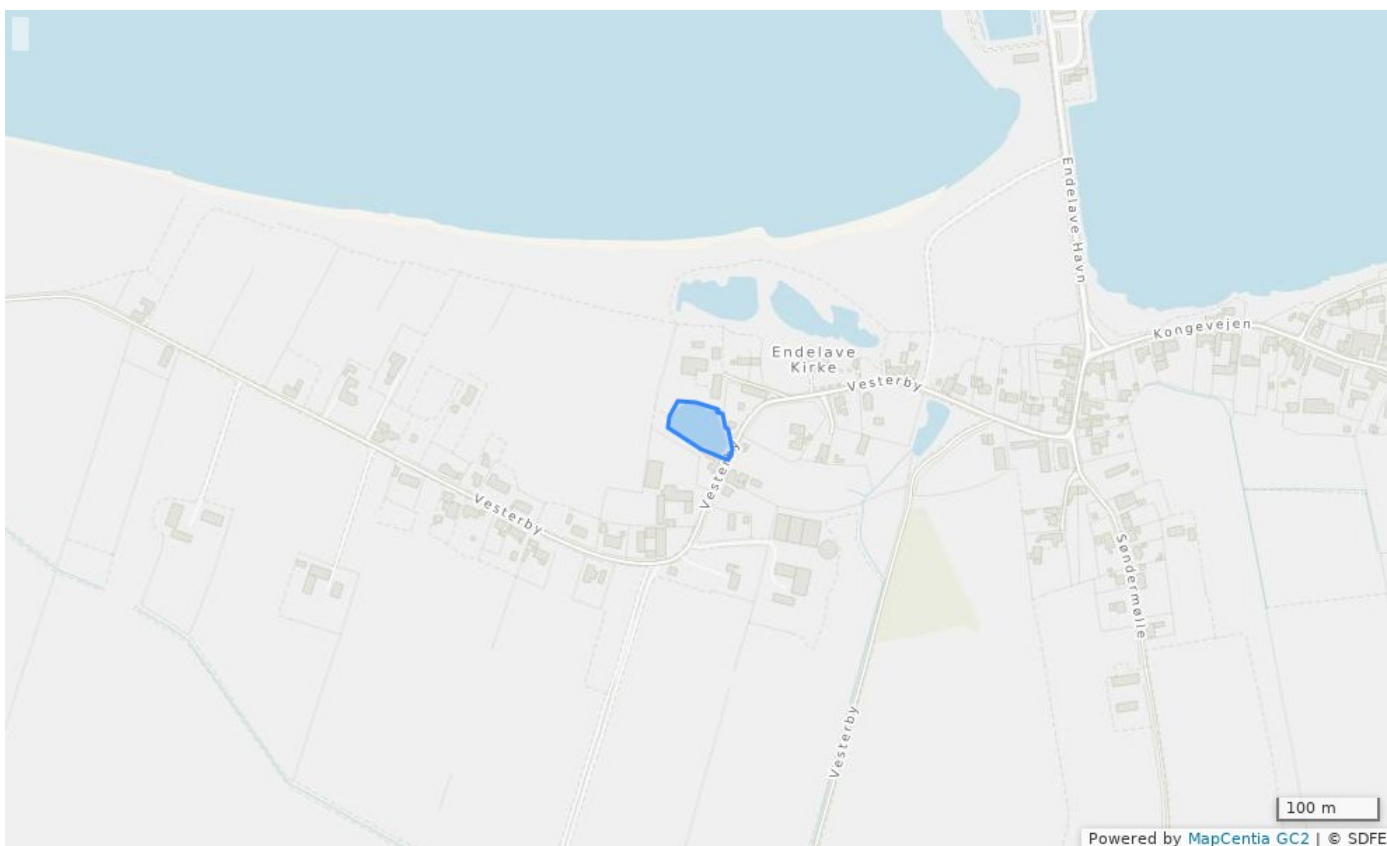 Endelave Havn
Kongevejen
Endelave
Kirke
Vesterby
Vesterby
Vesterby
Søndermølle
Vesterby
100 m
Powered by MapCentia GC2 | © SDFE